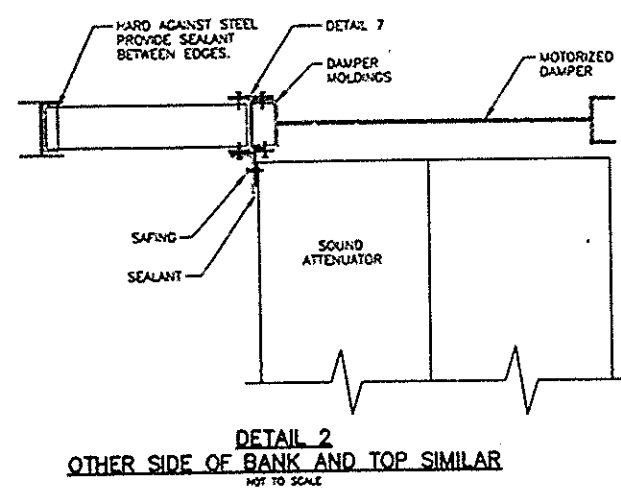 HARD AGAINST STEEL
PROVIDE SEALANT
BETWEEN EDGES.
DETAIL 7
DAMPER
MOLDINGS
MOTORIZED
DAMPER
SAFING
SEALANT
SOUND
ATTENUATOR
DETAIL 2
OTHER SIDE OF BANK AND TOP SIMILAR
NOT TO SCALE